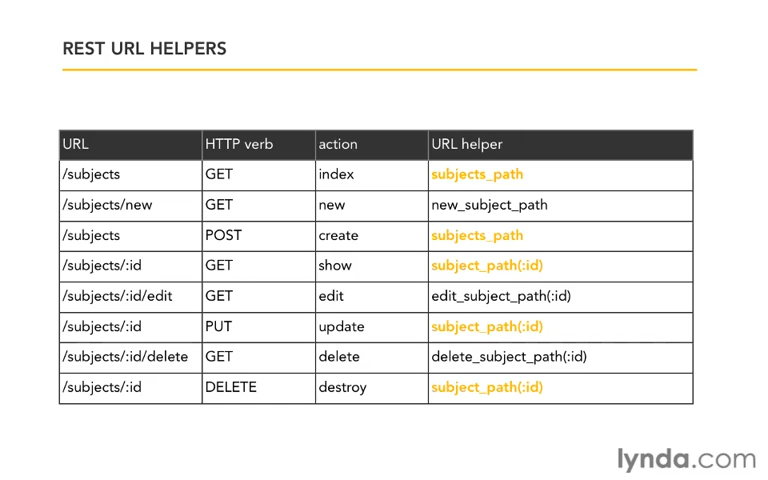 REST URL HELPERS
URL HTTP verb action URL helper
/subjects GET index subjects_path
/subjects/new GET new new_subject_path
/subjects POST create subjects_path
/subjects/:id GET show subject_path(:id)
/subjects/:id/edit GET edit edit_subject_path(:id)
/subjects/:id PUT update subject_path(:id)
/subjects/:id/delete GET delete delete_subject_path(:id)
/subjects/:id DELETE destroy subject_path(:id)
lynda.com